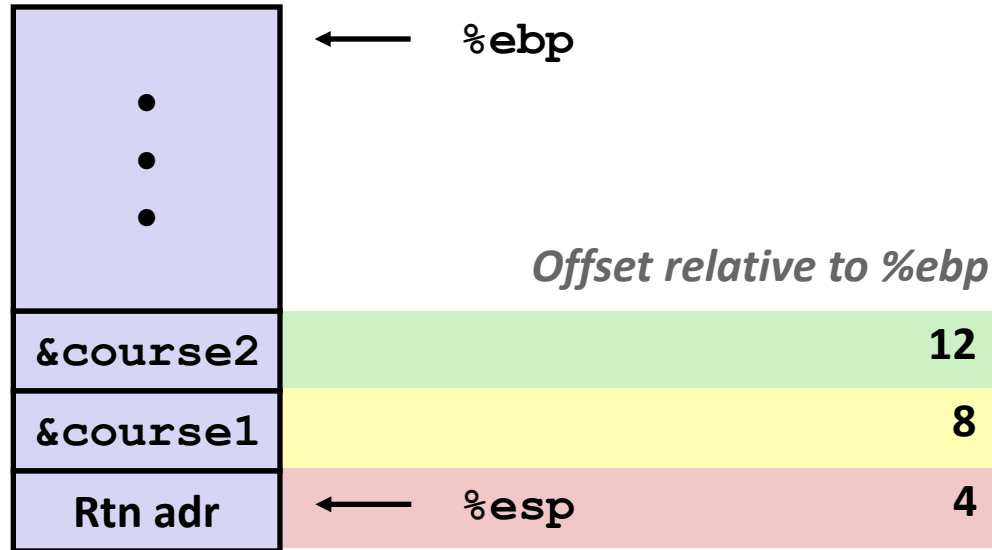 %ebp
Offset relative to %ebp
&course2 12
&course1 8
Rtn adr %esp 4